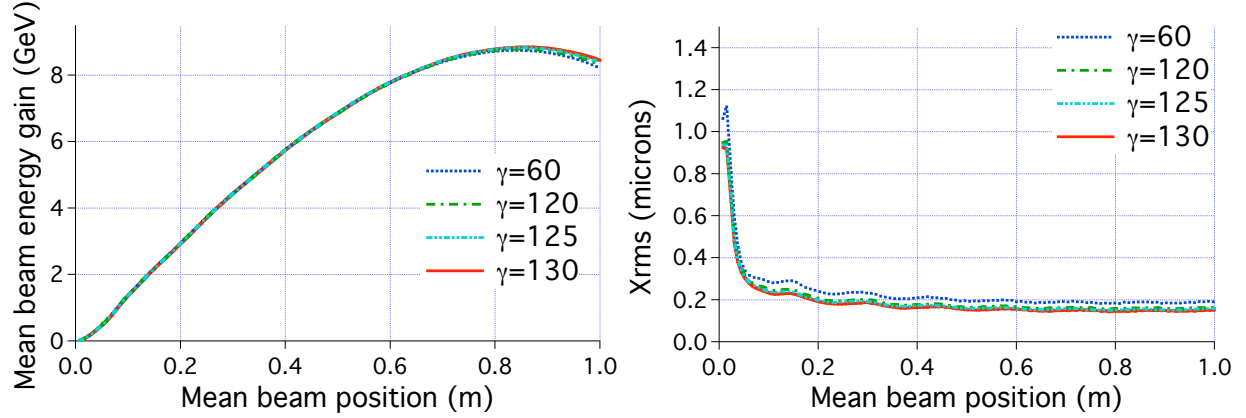 Mean beam energy gain (GeV)
8
6
4
2
0
γ=60
γ=120
γ=125
γ=130
0.0 0.2 0.4 0.6 0.8 1.0
Mean beam position (m)
Xrms (microns)
1.4
1.2
1.0
0.8
0.6
0.4
0.2
0.0
γ=60
γ=120
γ=125
γ=130
0.0 0.2 0.4 0.6 0.8 1.0
Mean beam position (m)